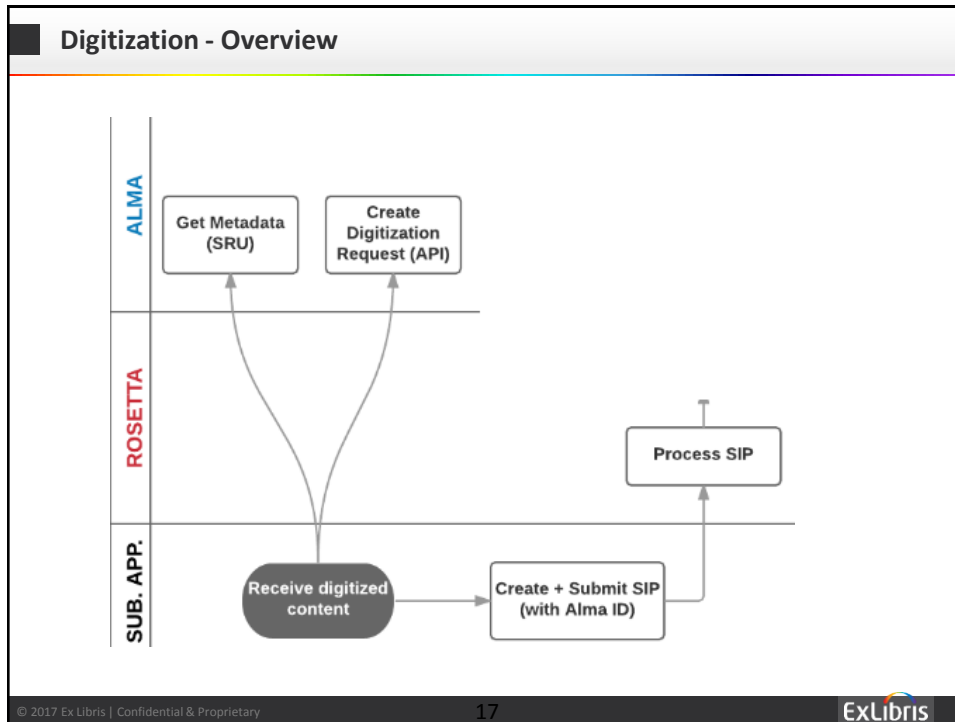 Digitization - Overview
ALMA
Get Metadata
(SRU)
Create
Digitization
Request (API)
ROSETTA
Process SIP
SUB. APP.
Receive digitized
content
Create + Submit SIP
(with Alma ID)
© 2017 Ex Libris | Confidential & Proprietary
17
ExLibris